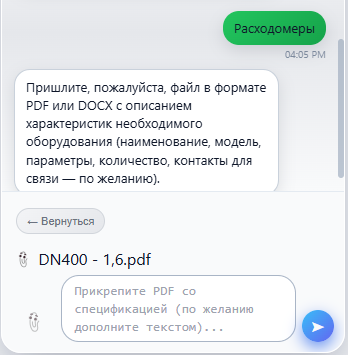 Расходомеры
04:05 PM
Пришлите, пожалуйста, файл в формате
PDF или DOCX с описанием
характеристик необходимого
оборудования (наименование, модель,
параметры, количество, контакты для
связи — по желанию).
← Вернуться
DN400 - 1,6.pdf
Прикрепите PDF со
спецификацией (по желанию
дополните текстом)...